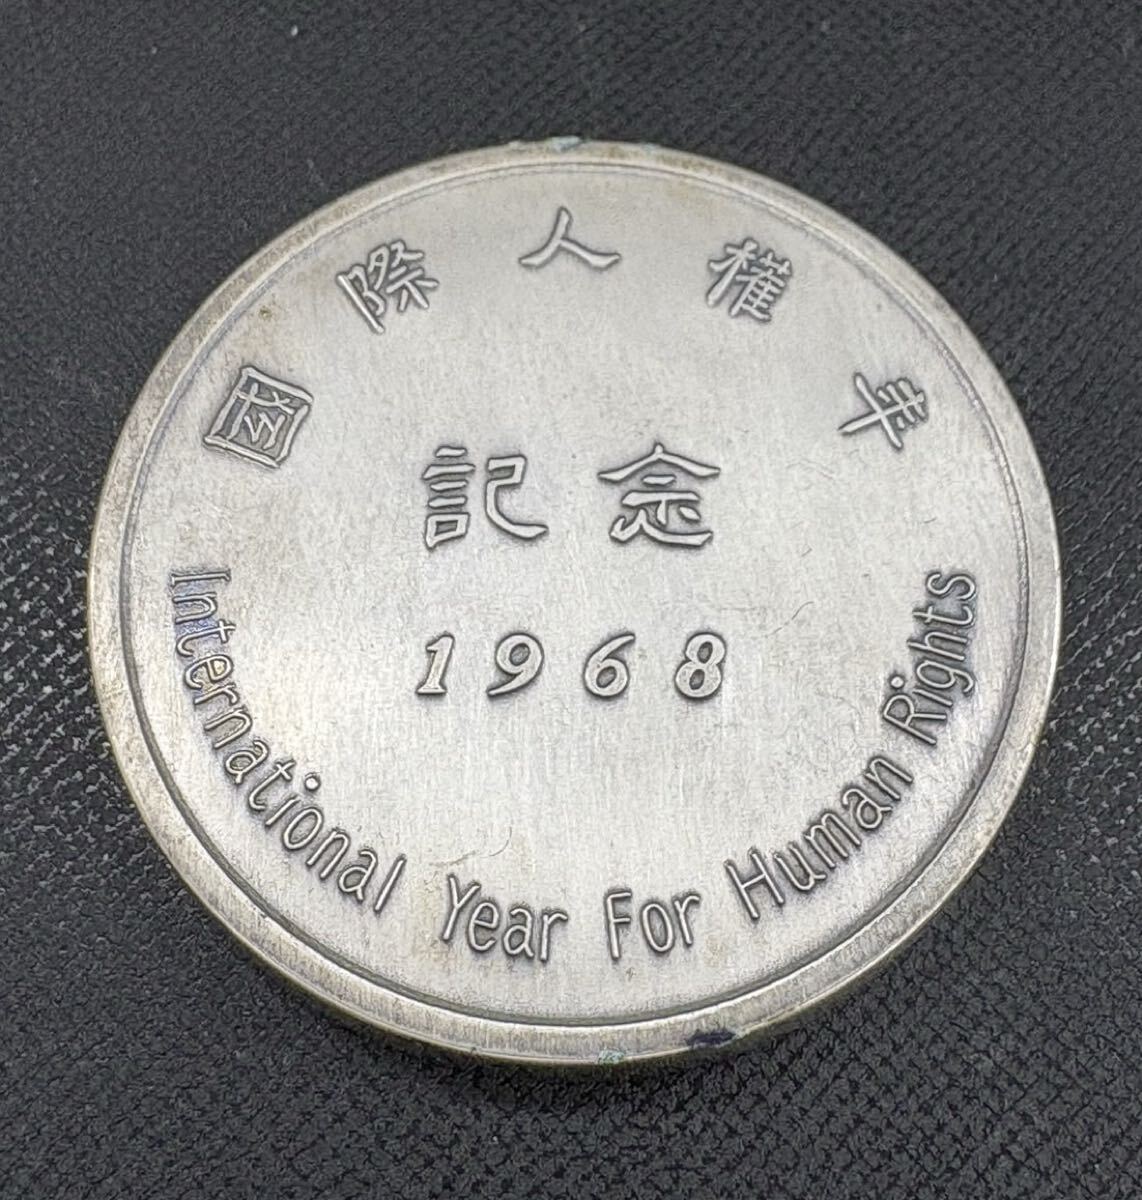 國際人權年
記念
1968
International Year For Human Rights